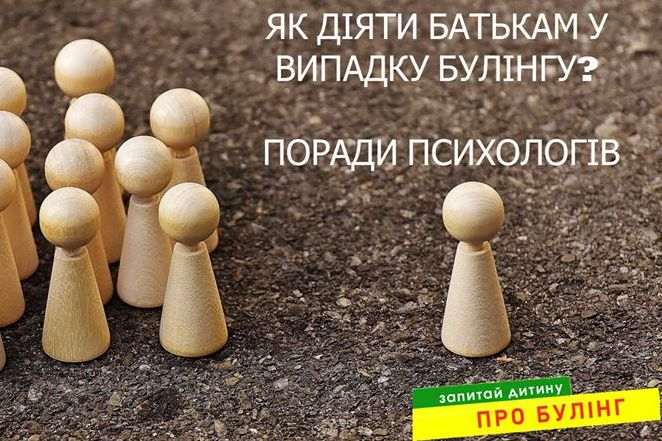 ЯК ДІЯТИ БАТЬКАМ У
ВИПАДКУ БУЛІНГУ?
ПОРАДИ ПСИХОЛОГІВ
запитай дитину
ПРО БУЛІНГ